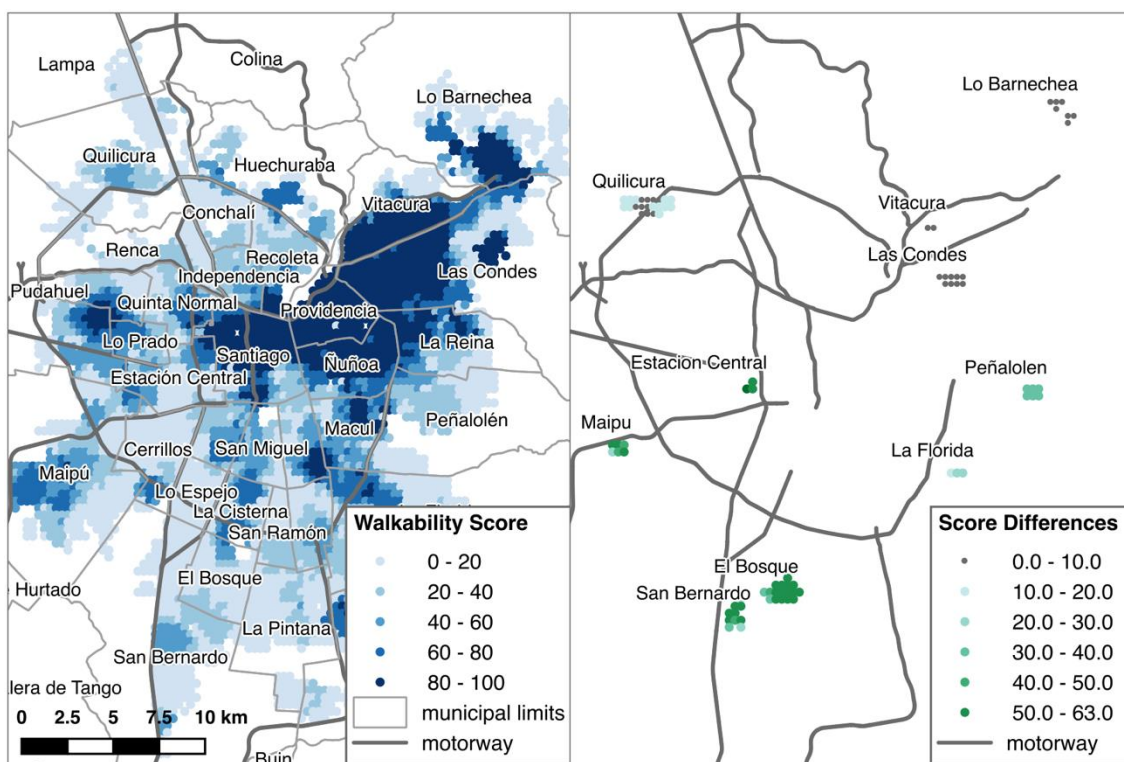 Lampa
Colina
Lo Barnechea
Quilicura
Huechuraba
Vitacura
Conchalí
Renca
Recoleta
Las Condes
Independencia
Pudahuel
Quinta Normal
Providencia
Lo Prado
La Reina
Santiago
Ñuñoa
Estación Central
Peñalolén
Macul
Cerrillos
San Miguel
Maipú
Lo Espejo
La Cisterna
San Ramón
El Bosque
Hurtado
La Pintana
San Bernardo
lera de Tango
0 2.5 5 7.5 10 km
Buin
Walkability Score
0 - 20
20 - 40
40 - 60
60 - 80
80 - 100
municipal limits
motorway
Lo Barnechea
Quilicura
Vitacura
Las Condes
Estacion Central
Peñalolen
Maipu
La Florida
El Bosque
San Bernardo
Score Differences
0.0 - 10.0
10.0 - 20.0
20.0 - 30.0
30.0 - 40.0
40.0 - 50.0
50.0 - 63.0
motorway